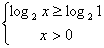 {log₂ x ≥ log₂ 1
x > 0